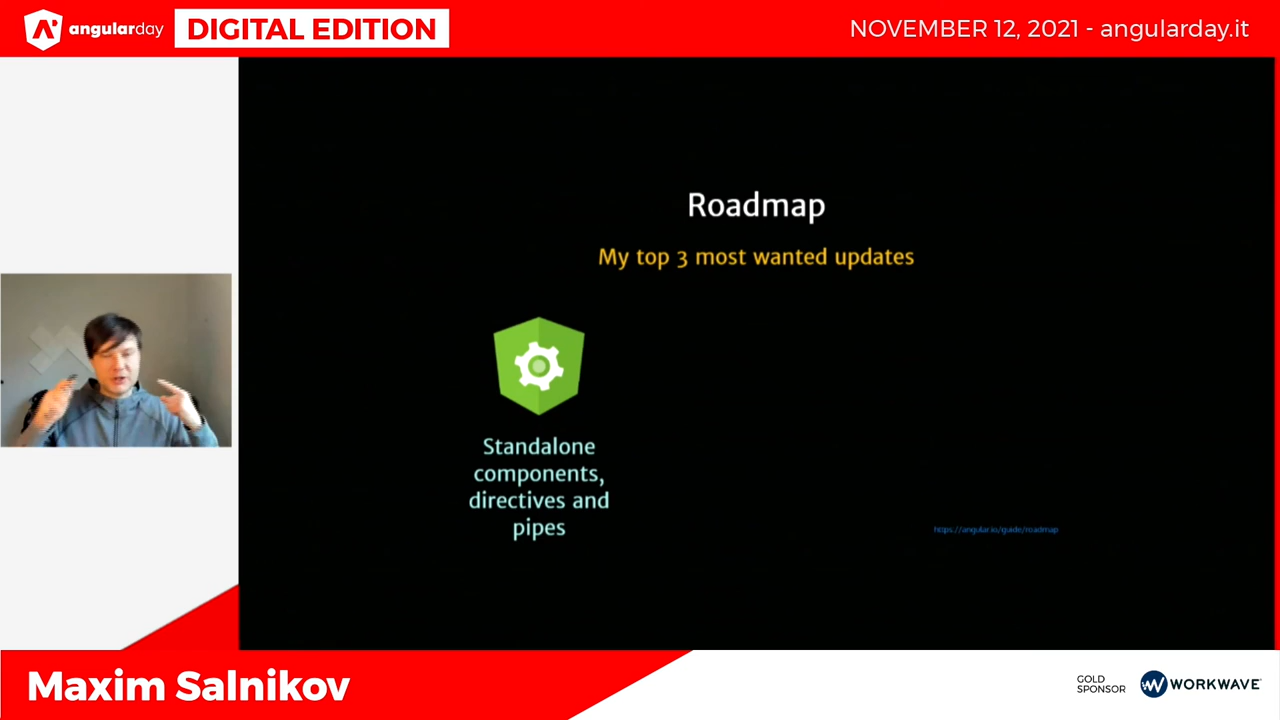 angularday
DIGITAL EDITION
NOVEMBER 12, 2021 - angularday.it
Roadmap
My top 3 most wanted updates
Standalone
components,
directives and
pipes
https://angular.io/guide/roadmap
Maxim Salnikov
GOLD
SPONSOR
WORKWAVE